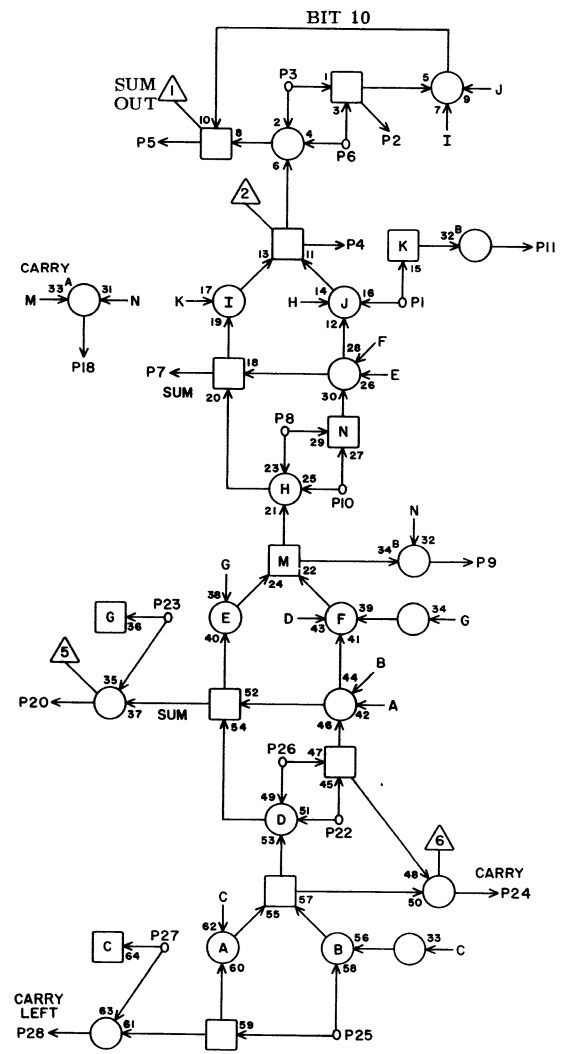 BIT 10
P3 1 5 J
SUM 1 3 9
OUT 10 2 4 7
P5 8 6 P6 P2 I
2
13 11 P4 K 32 B P11
15
CARRY
33 A 31 17 14 16
M N K I H J P1
19 12
P18 28 F
P7 18 26 E
SUM 20 30
P8 29 N 27
23 25
H P10
21
N
M 34 B 32 P9
G 24 22
38 39 34
G P23 E D F G
36 40 43 41
5 B
35 52 44 A
P20 37 SUM 54 46 42
P26 47
45
49 51
D P22 6
53
48 CARRY
C 55 57 50 P24
62 56 33
C P27 A B C
64 60 58
CARRY
LEFT 63
P28 61 59 P25